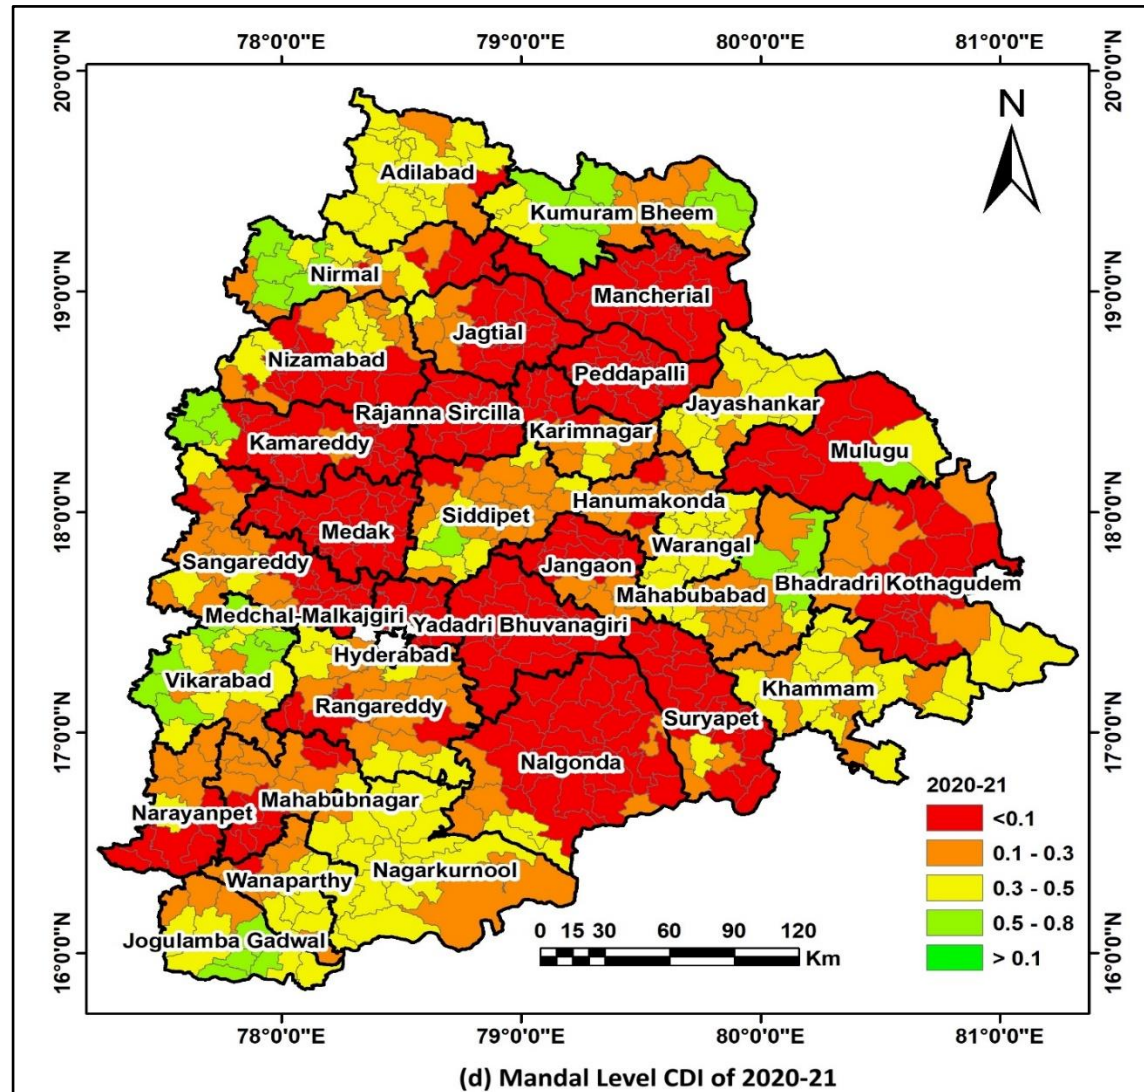 78°0'0"E 79°0'0"E 80°0'0"E 81°0'0"E
20°0'0"N 20°0'0"N
N
Adilabad
Kumuram Bheem
Nirmal
19°0'0"N 19°0'0"N
Mancherial
Jagtial
Nizamabad
Peddapalli
Jayashankar
Rajanna Sircilla
Karimnagar
Kamareddy
Mulugu
18°0'0"N 18°0'0"N
Hanumakonda
Siddipet
Medak
Warangal
Sangareddy
Jangaon
Bhadradri Kothagudem
Mahabubabad
Medchal-Malkajgiri
Yadadri Bhuvanagiri
Hyderabad
Vikarabad
Khammam
Rangareddy
Suryapet
17°0'0"N 17°0'0"N
Nalgonda
2020-21
<0.1
0.1 - 0.3
0.3 - 0.5
0.5 - 0.8
> 0.1
Mahabubnagar
Narayanpet
Nagarkurnool
Wanaparthy
Jogulamba Gadwal
16°0'0"N 16°0'0"N
0 15 30 60 90 120
Km
78°0'0"E 79°0'0"E 80°0'0"E 81°0'0"E
(d) Mandal Level CDI of 2020-21